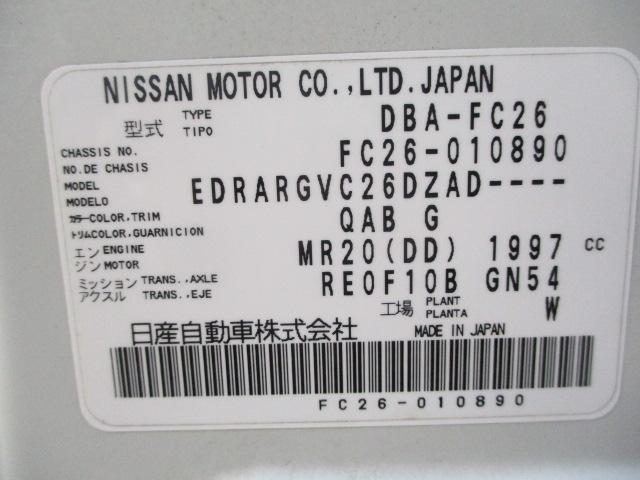 NISSAN MOTOR CO.,LTD.JAPAN
型式 TYPE TIPO DBA-FC26
CHASSIS NO. NO.DE CHASIS FC26-010890
MODEL MODELO EDRARGVC26DZAD----
カラーCOLOR,TRIM QAB G
トリムCOLOR,GUARNICION
エンジン ENGINE MOTOR MR20(DD) 1997 CC
ミッション TRANS.,AXLE RE0F10B GN54
アクスル TRANS.,EJE
工場 PLANT PLANTA W
日産自動車株式会社 MADE IN JAPAN
FC26-010890